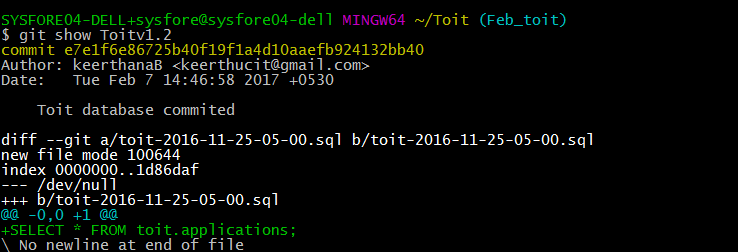 SYSFORE04-DELL+sysfore@sysfore04-dell MINGW64 ~/Toit (Feb_toit)
$ git show Toitv1.2
commit e7e1f6e86725b40f19f1a4d10aaefb924132bb40
Author: keerthanaB <keerthucit@gmail.com>
Date:   Tue Feb 7 14:46:58 2017 +0530
    Toit database commited
diff --git a/toit-2016-11-25-05-00.sql b/toit-2016-11-25-05-00.sql
new file mode 100644
index 0000000..1d86daf
--- /dev/null
+++ b/toit-2016-11-25-05-00.sql
@@ -0,0 +1 @@
+SELECT * FROM toit.applications;
\ No newline at end of file